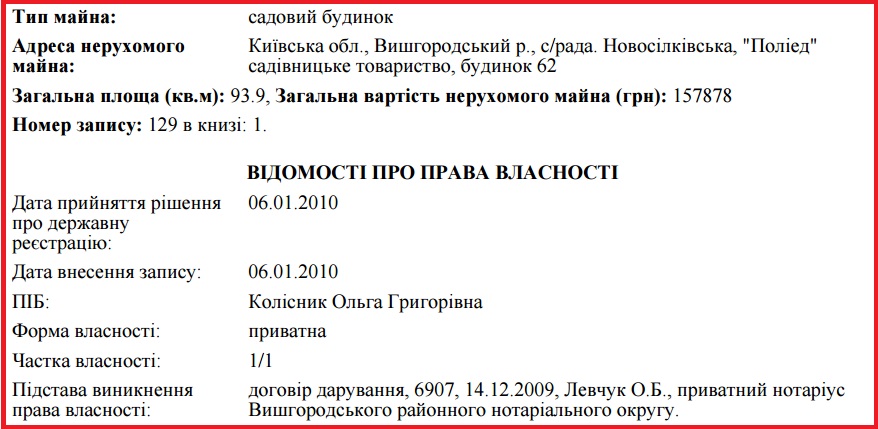 Тип майна: садовий будинок
Адреса нерухомого Київська обл., Вишгородський р., с/рада. Новосілківська, "Поліед"
майна: садівницьке товариство, будинок 62
Загальна площа (кв.м): 93.9, Загальна вартість нерухомого майна (грн): 157878
Номер запису: 129 в книзі: 1.
ВІДОМОСТІ ПРО ПРАВА ВЛАСНОСТІ
Дата прийняття рішення 06.01.2010
про державну
реєстрацію:
Дата внесення запису: 06.01.2010
ПІБ: Колісник Ольга Григорівна
Форма власності: приватна
Частка власності: 1/1
Підстава виникнення договір дарування, 6907, 14.12.2009, Левчук О.Б., приватний нотаріус
права власності: Вишгородського районного нотаріального округу.